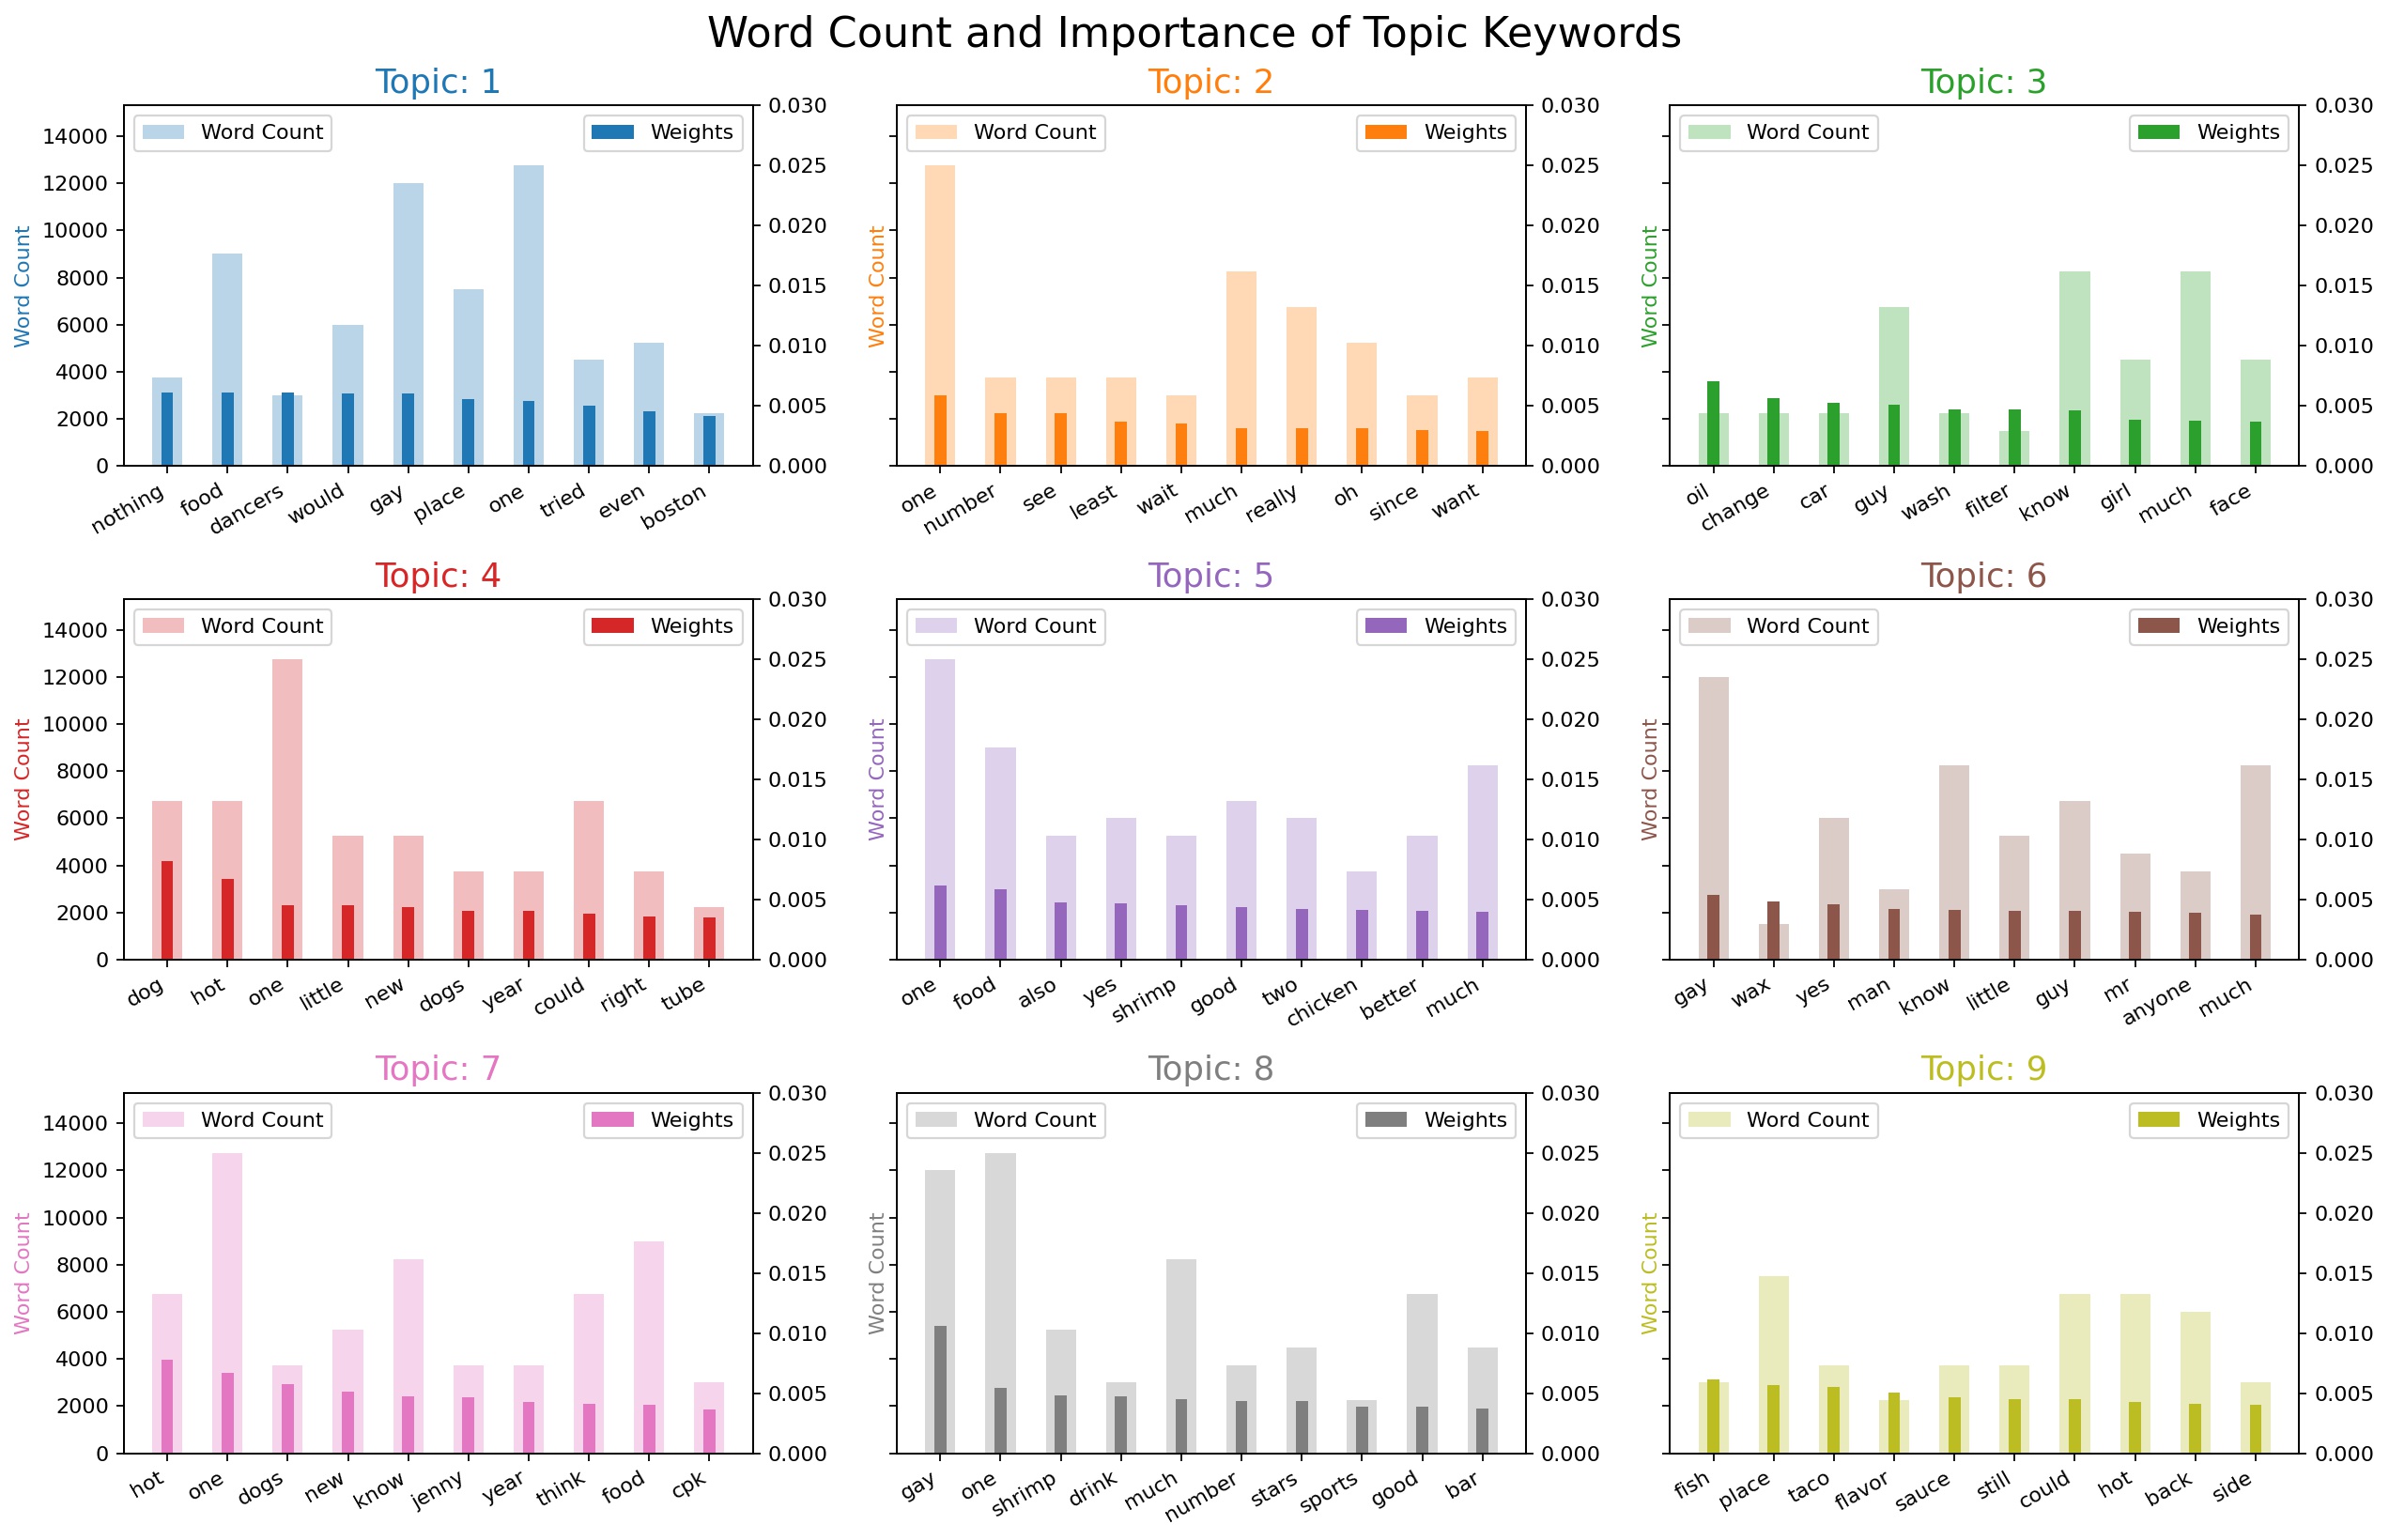 Word Count and Importance of Topic Keywords
Topic: 1
Word Count
Weights
Word Count
14000
12000
10000
8000
6000
4000
2000
0
0.030
0.025
0.020
0.015
0.010
0.005
0.000
nothing food dancers would gay place one tried even boston
Topic: 2
Word Count
Weights
Word Count
0.030
0.025
0.020
0.015
0.010
0.005
0.000
one number see least wait much really oh since want
Topic: 3
Word Count
Weights
Word Count
0.030
0.025
0.020
0.015
0.010
0.005
0.000
oil change car guy wash filter know girl much face
Topic: 4
Word Count
Weights
Word Count
14000
12000
10000
8000
6000
4000
2000
0
0.030
0.025
0.020
0.015
0.010
0.005
0.000
dog hot one little new dogs year could right tube
Topic: 5
Word Count
Weights
Word Count
0.030
0.025
0.020
0.015
0.010
0.005
0.000
one food also yes shrimp good two chicken better much
Topic: 6
Word Count
Weights
Word Count
0.030
0.025
0.020
0.015
0.010
0.005
0.000
gay wax yes man know little guy mr anyone much
Topic: 7
Word Count
Weights
Word Count
14000
12000
10000
8000
6000
4000
2000
0
0.030
0.025
0.020
0.015
0.010
0.005
0.000
hot one dogs new know jenny year think food cpk
Topic: 8
Word Count
Weights
Word Count
0.030
0.025
0.020
0.015
0.010
0.005
0.000
gay one shrimp drink much number stars sports good bar
Topic: 9
Word Count
Weights
Word Count
0.030
0.025
0.020
0.015
0.010
0.005
0.000
fish place taco flavor sauce still could hot back side